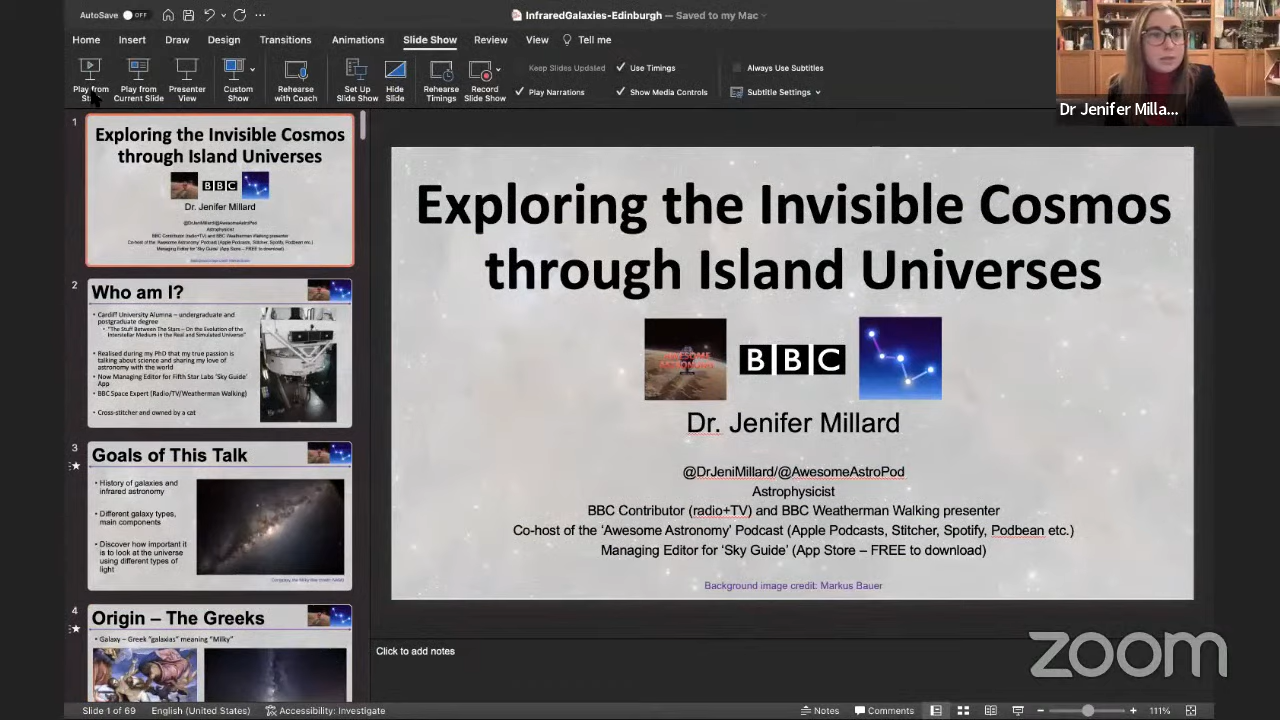 AutoSave OFF
InfraredGalaxies-Edinburgh — Saved to my Mac
Home Insert Draw Design Transitions Animations Slide Show Review View Tell me
Play from
Play from Current Slide
Presenter View
Custom Show
Rehearse with Coach
Set Up Slide Show
Hide Slide
Rehearse Timings
Record Slide Show
Keep Slides Updated
Use Timings
Always Use Subtitles
Play Narrations
Show Media Controls
Subtitle Settings
Dr Jenifer Milla...
1
Exploring the Invisible Cosmos
through Island Universes
BBC
Dr. Jenifer Millard
@DrJeniMillard/@AwesomeAstroPod
Astrophysicist
BBC Contributor (radio+TV) and BBC Weatherman Walking presenter
Co-host of the 'Awesome Astronomy' Podcast (Apple Podcasts, Stitcher, Spotify, Podbean etc.)
Managing Editor for 'Sky Guide' (App Store – FREE to download)
2
Who am I?
• Cardiff University Alumna – undergraduate and
postgraduate degree
• "The Stuff Between The Stars – On the Evolution of the
Interstellar Medium in the Real and Simulated Universe"
• Realised during my PhD that my true passion is
talking about science and sharing my love of
astronomy with the world
• Now Managing Editor for Fifth Star Labs 'Sky Guide'
App
• BBC Space Expert (Radio/TV/Weatherman Walking)
• Cross-stitcher and owned by a cat
3
Goals of This Talk
• History of galaxies and
infrared astronomy
• Different galaxy types,
main components
• Discover how important it
is to look at the universe
using different types of
light
4
Origin – The Greeks
• Galaxy – Greek "galaxias" meaning "Milky"
Exploring the Invisible Cosmos
through Island Universes
AWESOME
ASTRONOMY
BBC
Dr. Jenifer Millard
@DrJeniMillard/@AwesomeAstroPod
Astrophysicist
BBC Contributor (radio+TV) and BBC Weatherman Walking presenter
Co-host of the 'Awesome Astronomy' Podcast (Apple Podcasts, Stitcher, Spotify, Podbean etc.)
Managing Editor for 'Sky Guide' (App Store – FREE to download)
Background image credit: Markus Bauer
Click to add notes
zoom
Slide 1 of 69 English (United States) Accessibility: Investigate Notes Comments 111%